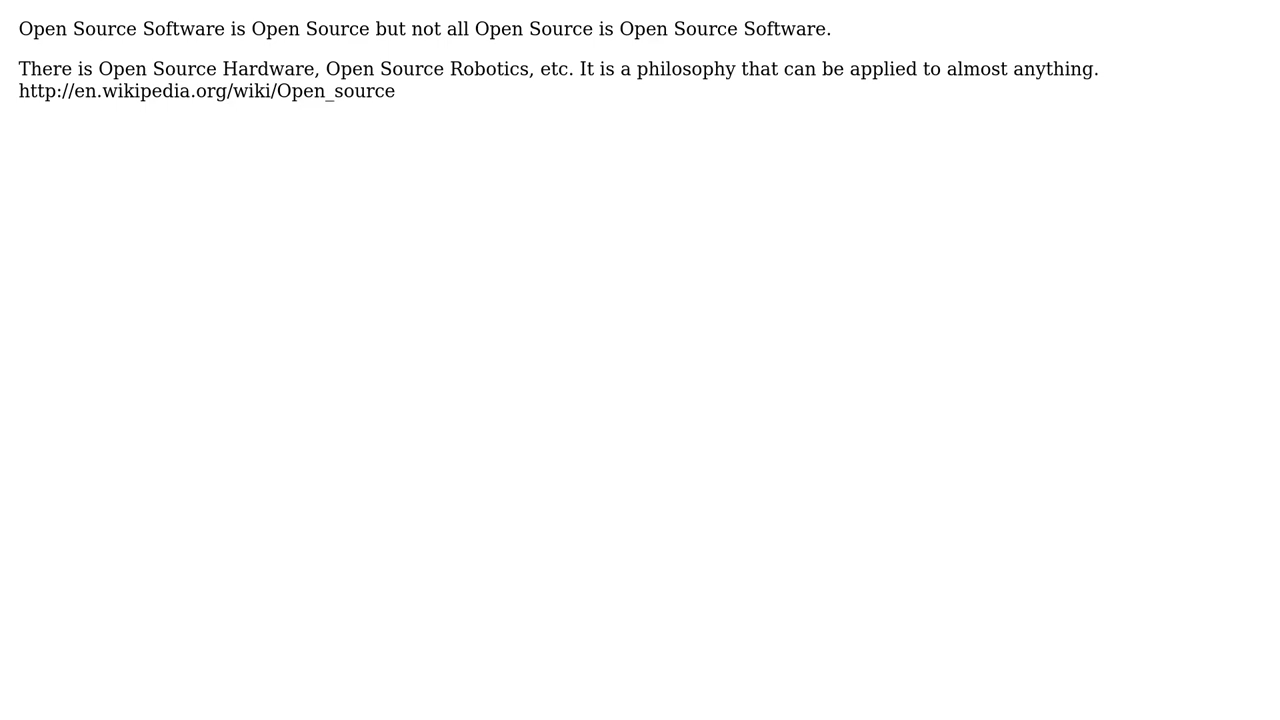 Open Source Software is Open Source but not all Open Source is Open Source Software.
There is Open Source Hardware, Open Source Robotics, etc. It is a philosophy that can be applied to almost anything.
http://en.wikipedia.org/wiki/Open_source